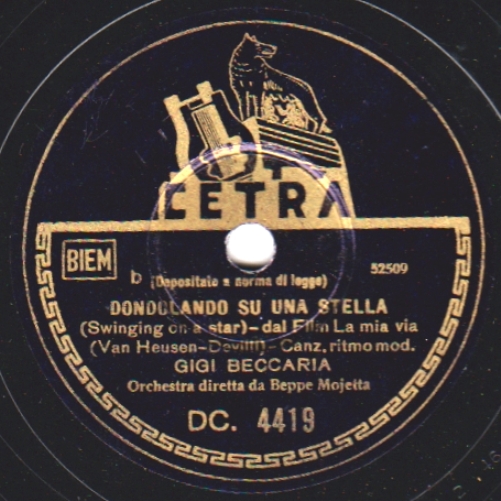 CETRA
BIEM
b (Depositato a norma di legge)
52509
DONDOLANDO SU UNA STELLA
(Swinging on a star) - dal Film La mia via
(Van Heusen-Devilli) - Canz. ritmo mod.
GIGI BECCARIA
Orchestra diretta da Beppe Mojetta
DC. 4419